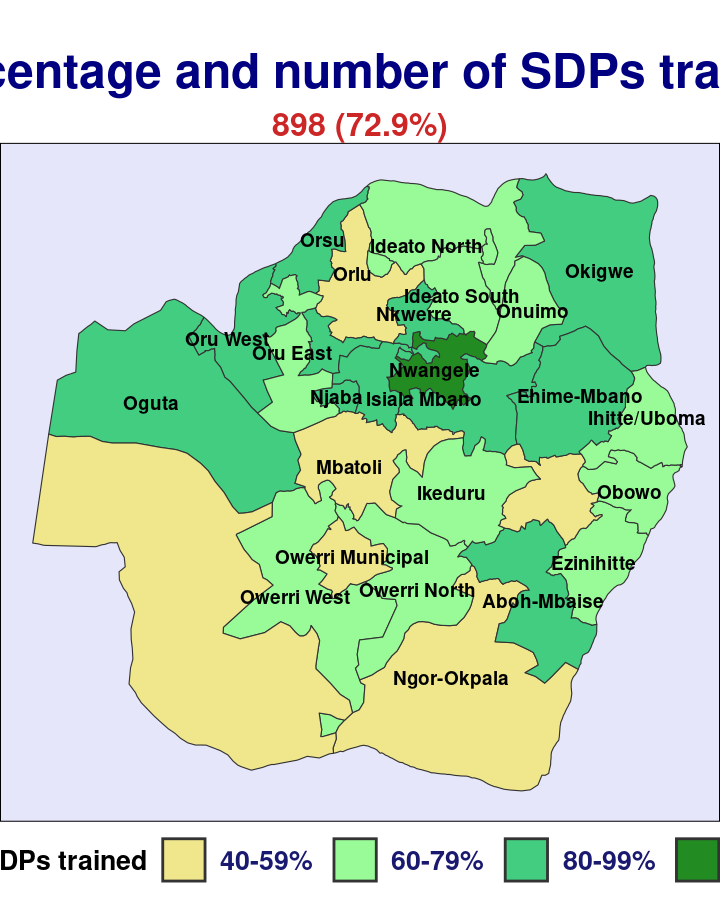 centage and number of SDPs tra
898 (72.9%)
Orsu
Ideato North
Orlu
Okigwe
Ideato South
Nkwerre
Onuimo
Oru West
Oru East
Nwangele
Ehime-Mbano
Njaba
Isiala Mbano
Oguta
Ihitte/Uboma
Mbatoli
Ikeduru
Obowo
Owerri Municipal
Ezinihitte
Owerri West
Owerri North
Aboh-Mbaise
Ngor-Okpala
DPs trained 40-59% 60-79% 80-99%